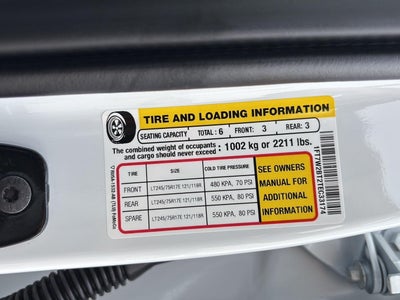 TIRE AND LOADING INFORMATION
SEATING CAPACITY TOTAL: 6 FRONT: 3 REAR: 3
The combined weight of occupants and cargo should never exceed : 1002 kg or 2211 lbs.
TIRE SIZE COLD TIRE PRESSURE
FRONT LT245/75R17E 121/118R 480 KPA, 70 PSI
REAR LT245/75R17E 121/118R 550 KPA, 80 PSI
SPARE LT245/75R17E 121/118R 550 KPA, 80 PSI
SEE OWNERS
MANUAL FOR
ADDITIONAL
INFORMATION